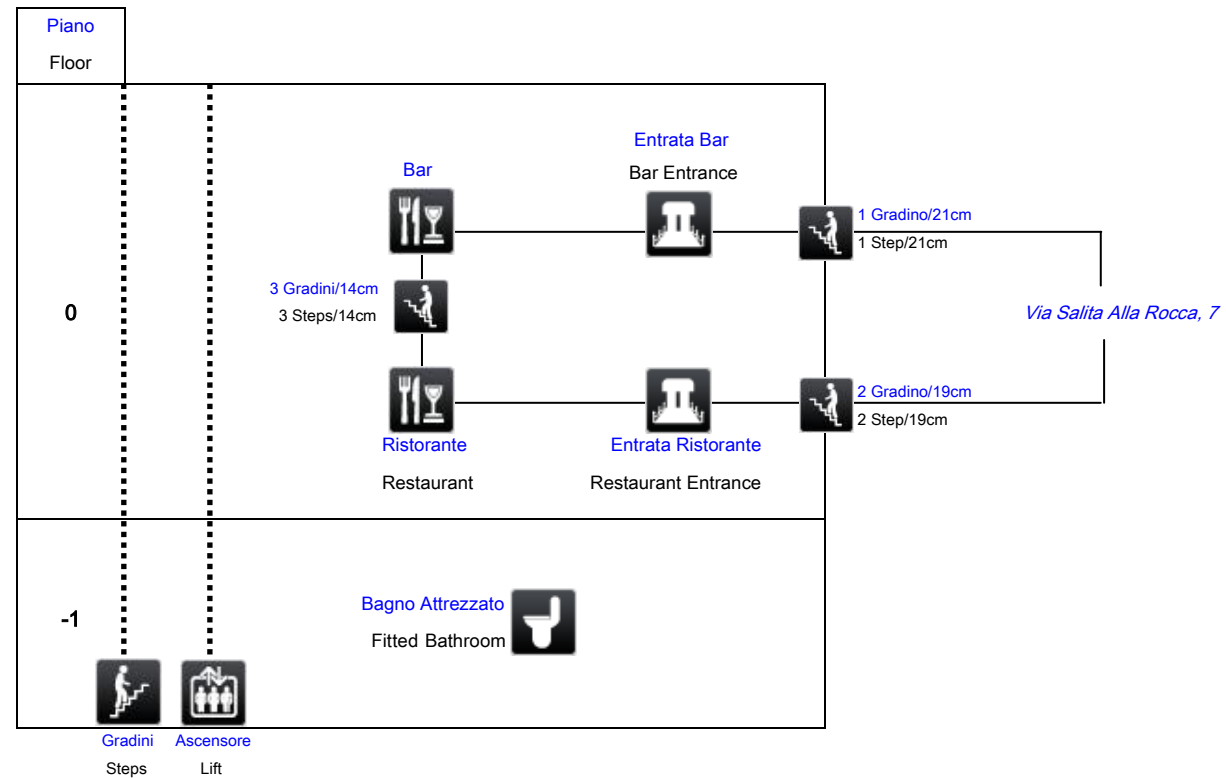 Piano
Floor
Entrata Bar
Bar Entrance
Bar
1 Gradino/21cm
1 Step/21cm
3 Gradini/14cm
3 Steps/14cm
0
Via Salita Alla Rocca, 7
2 Gradino/19cm
2 Step/19cm
Ristorante
Restaurant
Entrata Ristorante
Restaurant Entrance
-1
Bagno Attrezzato
Fitted Bathroom
Gradini
Steps
Ascensore
Lift